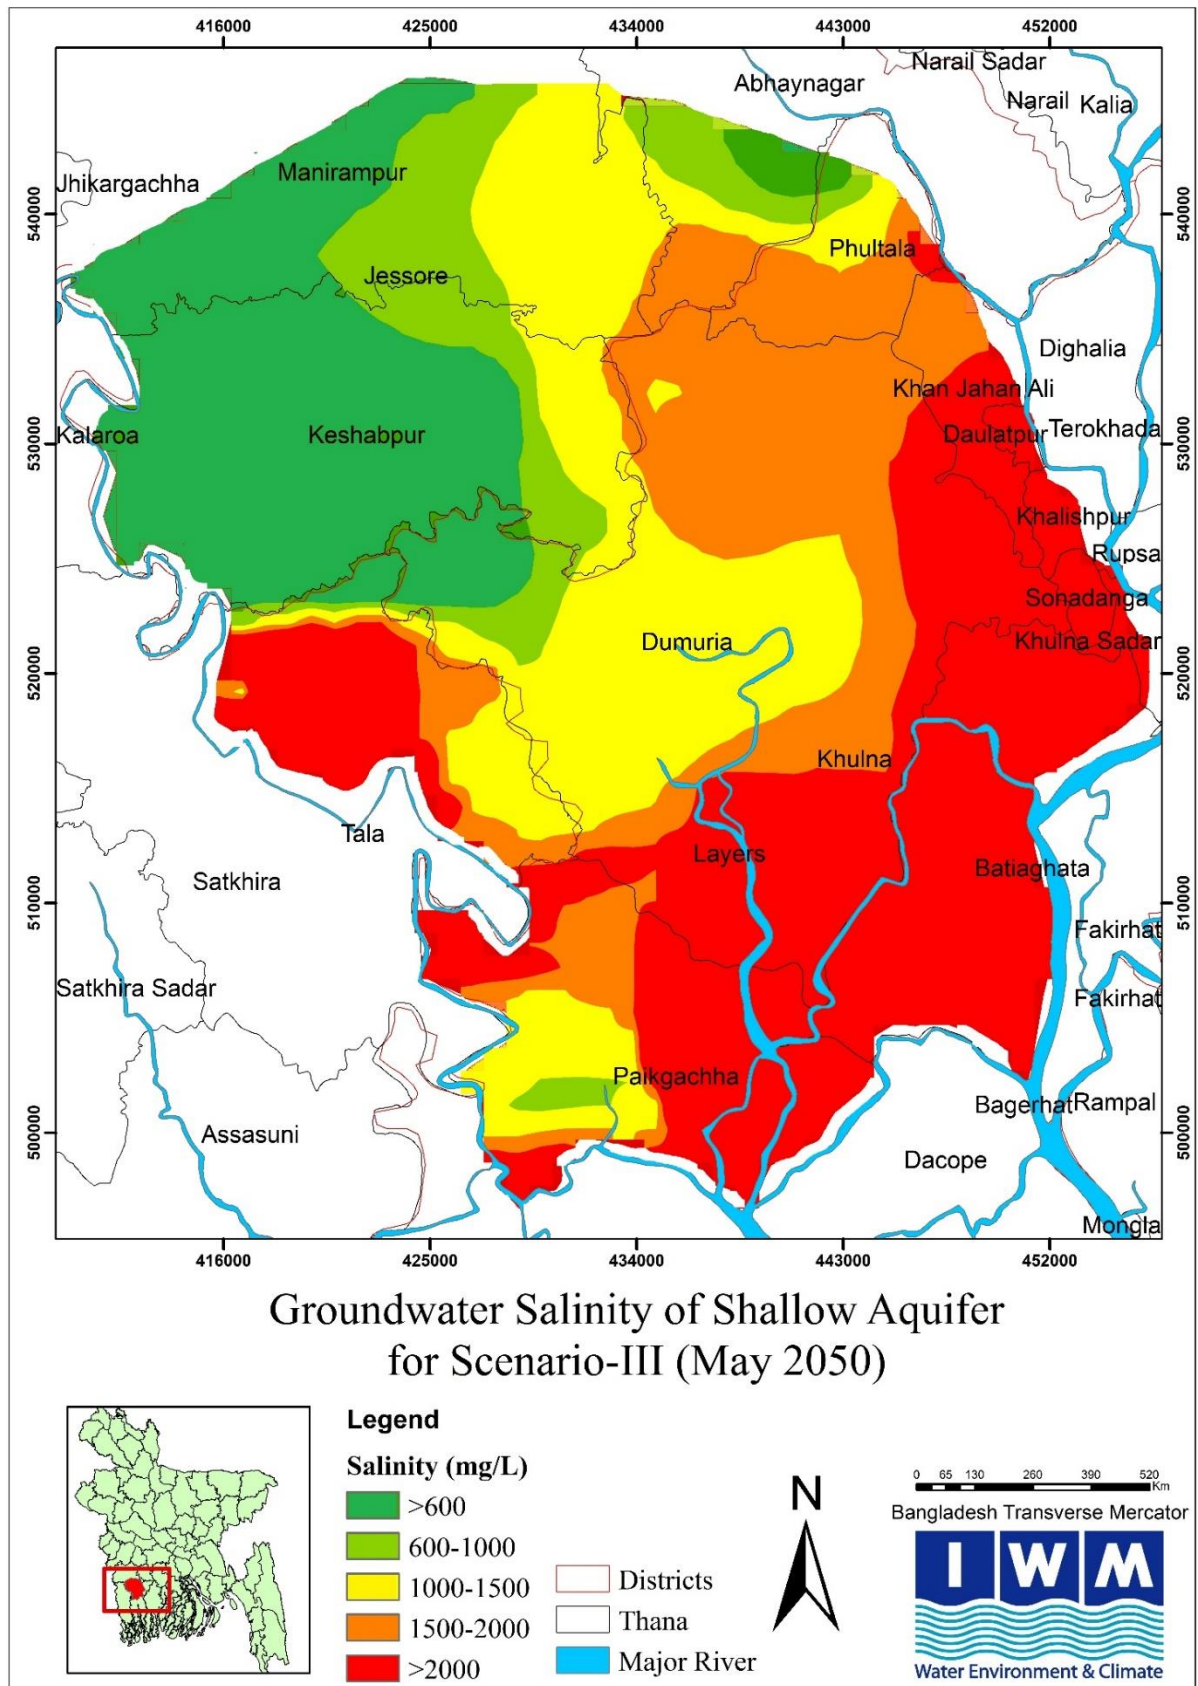 416000 425000 434000 443000 452000
Narail Sadar
Abhaynagar
Narail Kalia
Manirampur
Jhikargachha
540000 540000
Phultala
Jessore
Dighalia
Khan Jahan Ali
Kalaroa Keshabpur Daulatpur Terokhada
530000 530000
Khalishpur
Rupsa
Sonadanga
Dumuria Khulna Sadar
520000 520000
Khulna
Tala
Layers
Satkhira Batiaghata
510000 510000
Fakirhat
Satkhira Sadar
Fakirhat
Paikgachha
Bagerhat Rampal
500000 500000
Assasuni
Dacope
Mongla
416000 425000 434000 443000 452000
Groundwater Salinity of Shallow Aquifer
for Scenario-III (May 2050)
Legend
Salinity (mg/L)
>600
600-1000
1000-1500
1500-2000
>2000
Districts
Thana
Major River
N
0 65 130 260 390 520
Km
Bangladesh Transverse Mercator
I W M
Water Environment & Climate